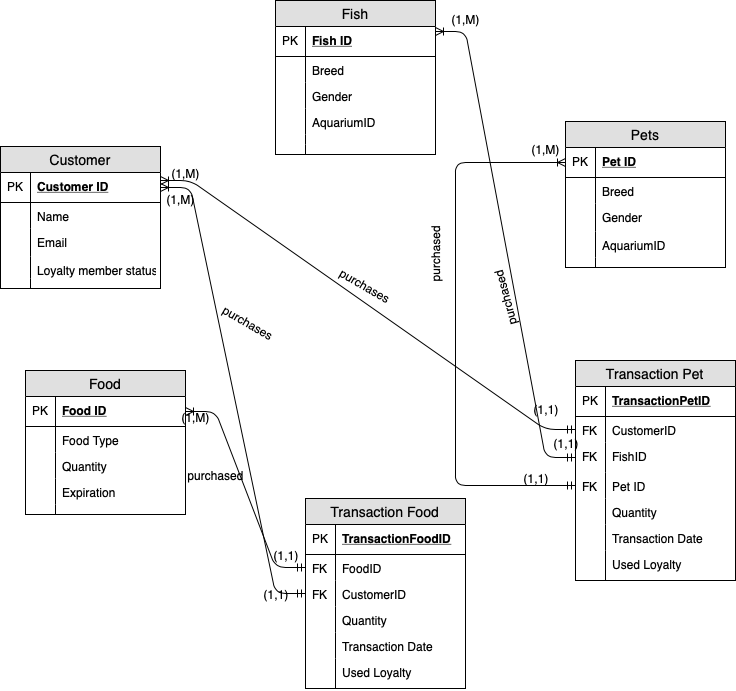 Fish
PK Fish ID
Breed
Gender
AquariumID
(1,M)
Pets
PK Pet ID
Breed
Gender
AquariumID
(1,M)
Customer
PK Customer ID
Name
Email
Loyalty member status
(1,M)
(1,M)
purchased
purchases
purchased
purchases
Food
PK Food ID
Food Type
Quantity
Expiration
(1,M)
purchased
Transaction Pet
PK TransactionPetID
FK CustomerID
FK FishID
FK Pet ID
Quantity
Transaction Date
Used Loyalty
(1,1)
(1,1)
(1,1)
Transaction Food
PK TransactionFoodID
FK FoodID
FK CustomerID
Quantity
Transaction Date
Used Loyalty
(1,1)
(1,1)